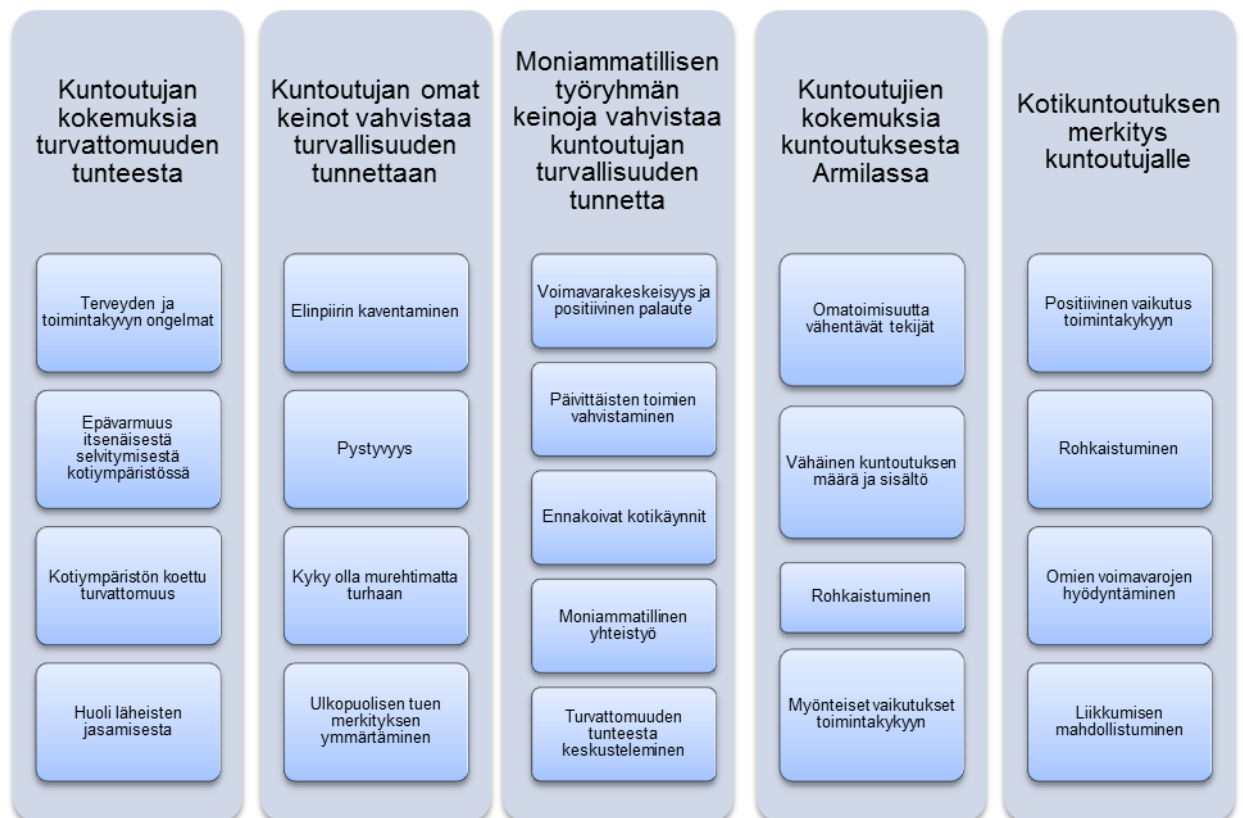 Kuntoutujan
kokemuksia
turvattomuuden
tunteesta
Terveyden ja
toimintakyvyn ongelmat
Epävarmuus
itsenäisestä
selvitymisestä
kotiympäristössä
Kotiympäristön koettu
turvattomuus
Huoli läheisten
jasamisesta
Kuntoutujan omat
keinot vahvistaa
turvallisuuden
tunnettaan
Elinpiirin kaventaminen
Pystyvyys
Kyky olla murehtimatta
turhaan
Ulkopuolisen tuen
merkityksen
ymmärtäminen
Moniammatillisen
työryhmän
keinoja vahvistaa
kuntoutujan
turvallisuuden
tunnetta
Voimavarakeskeisyys ja
positiivinen palaute
Päivittäisten toimien
vahvistaminen
Ennakoivat kotikäynnit
Moniammatillinen
yhteistyö
Turvattomuuden
tunteesta
keskusteleminen
Kuntoutujien
kokemuksia
kuntoutuksesta
Armilassa
Omatoimisuutta
vähentävät tekijät
Vähäinen kuntoutuksen
määrä ja sisältö
Rohkaistuminen
Myönteiset vaikutukset
toimintakykyyn
Kotikuntoutuksen
merkitys
kuntoutujalle
Positiivinen vaikutus
toimintakykyyn
Rohkaistuminen
Omien voimavarojen
hyödyntäminen
Liikkumisen
mahdollistuminen